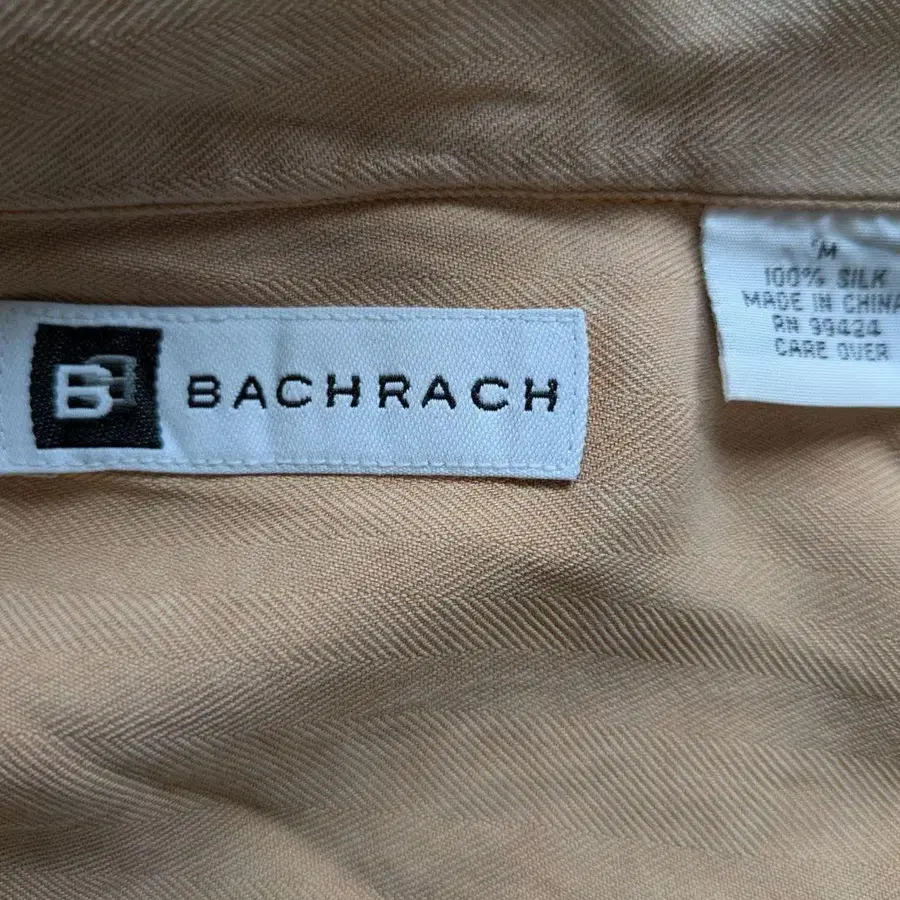 B BACHRACH
M
100% SILK
MADE IN CHINA
RN 99424
CARE OVER